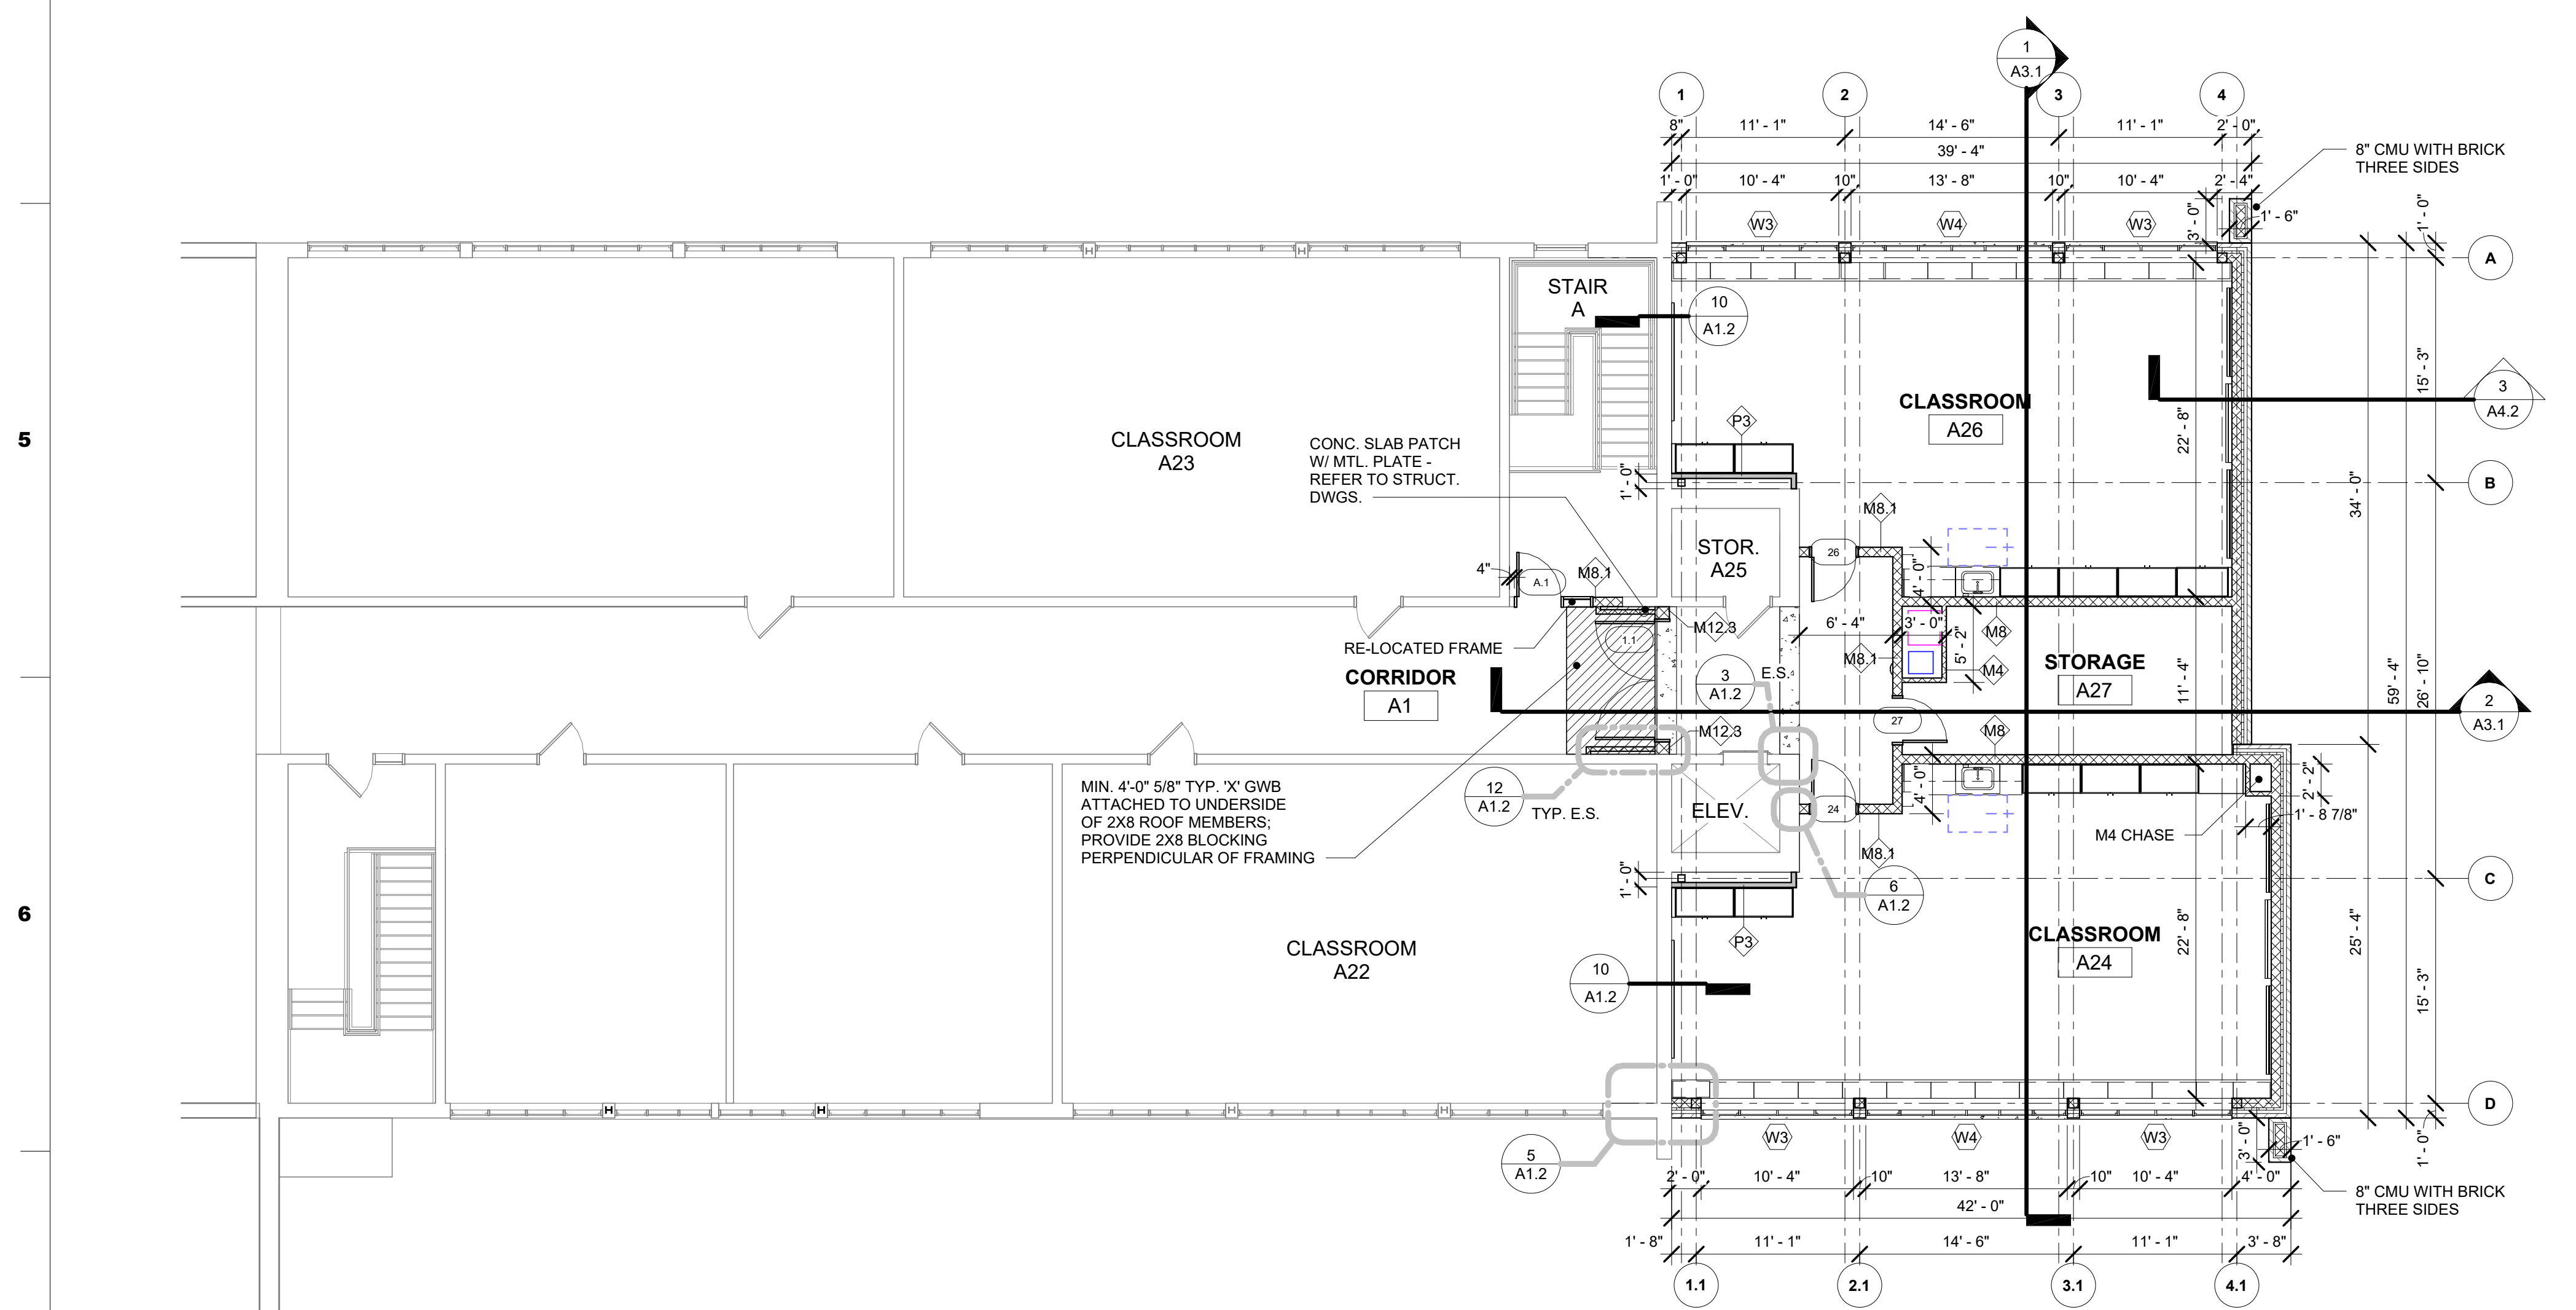 1
A3.1
1
2
3
4
8"
11' - 1"
14' - 6"
11' - 1"
2' - 0"
39' - 4"
8" CMU WITH BRICK
THREE SIDES
1' - 0"
10' - 4"
10"
13' - 8"
10"
10' - 4"
2' - 4"
W3
W4
W3
3' - 0"
1' - 6"
1' - 0"
A
STAIR
A
10
A1.2
15' - 3"
3
A4.2
CLASSROOM
A26
22' - 8"
P3
5
CLASSROOM
A23
CONC. SLAB PATCH
W/ MTL. PLATE -
REFER TO STRUCT.
DWGS.
1' - 0"
B
34' - 0"
M8.1
STOR.
A25
26
4"
A.1
M8.1
4' - 0"
M12.3
1.1
6' - 4"
3' - 0"
5' - 2"
M8
RE-LOCATED FRAME
M8.1
M4
STORAGE
A27
11' - 4"
CORRIDOR
A1
3
A1.2
E.S.
59' - 4"
26' - 10"
2
A3.1
27
M12.3
M8
MIN. 4'-0" 5/8" TYP. 'X' GWB
ATTACHED TO UNDERSIDE
OF 2X8 ROOF MEMBERS;
PROVIDE 2X8 BLOCKING
PERPENDICULAR OF FRAMING
12
A1.2
TYP. E.S.
ELEV.
24
4' - 0"
2' - 2"
1' - 8 7/8"
M4 CHASE
M8.1
1' - 0"
6
A1.2
C
6
P3
CLASSROOM
A22
CLASSROOM
A24
22' - 8"
25' - 4"
10
A1.2
15' - 3"
H
H
H
H
H
H
D
W3
W4
W3
3' - 0"
1' - 6"
1' - 0"
5
A1.2
2' - 0"
10' - 4"
10"
13' - 8"
10"
10' - 4"
4' - 0"
8" CMU WITH BRICK
THREE SIDES
42' - 0"
1' - 8"
11' - 1"
14' - 6"
11' - 1"
3' - 8"
1.1
2.1
3.1
4.1